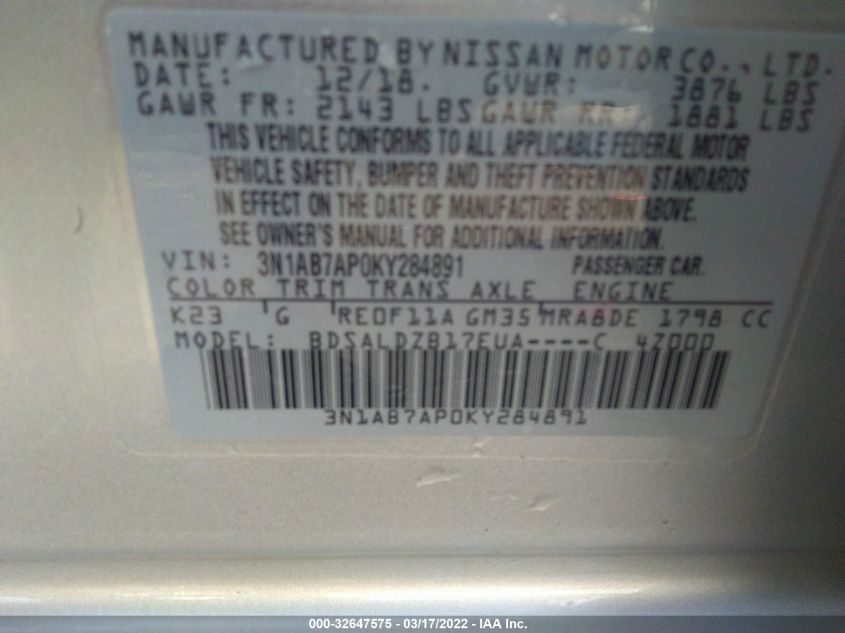 MANUFACTURED BY NISSAN MOTOR CO., LTD.
DATE: 12/18. GVWR: 3876 LBS
GAWR FR: 2143 LBS GAWR RR: 1881 LBS
THIS VEHICLE CONFORMS TO ALL APPLICABLE FEDERAL MOTOR
VEHICLE SAFETY, BUMPER AND THEFT PREVENTION STANDARDS
IN EFFECT ON THE DATE OF MANUFACTURE SHOWN ABOVE.
SEE OWNER'S MANUAL FOR ADDITIONAL INFORMATION.
VIN: 3N1AB7AP0KY284891 PASSENGER CAR.
COLOR TRIM TRANS AXLE ENGINE
K23 G RE0F11A GM35 MRA8DE 1798 CC
MODEL: BDSALDZB17EUA----C 4Z000
3N1AB7AP0KY284891
000-32647575 - 03/17/2022 - IAA Inc.